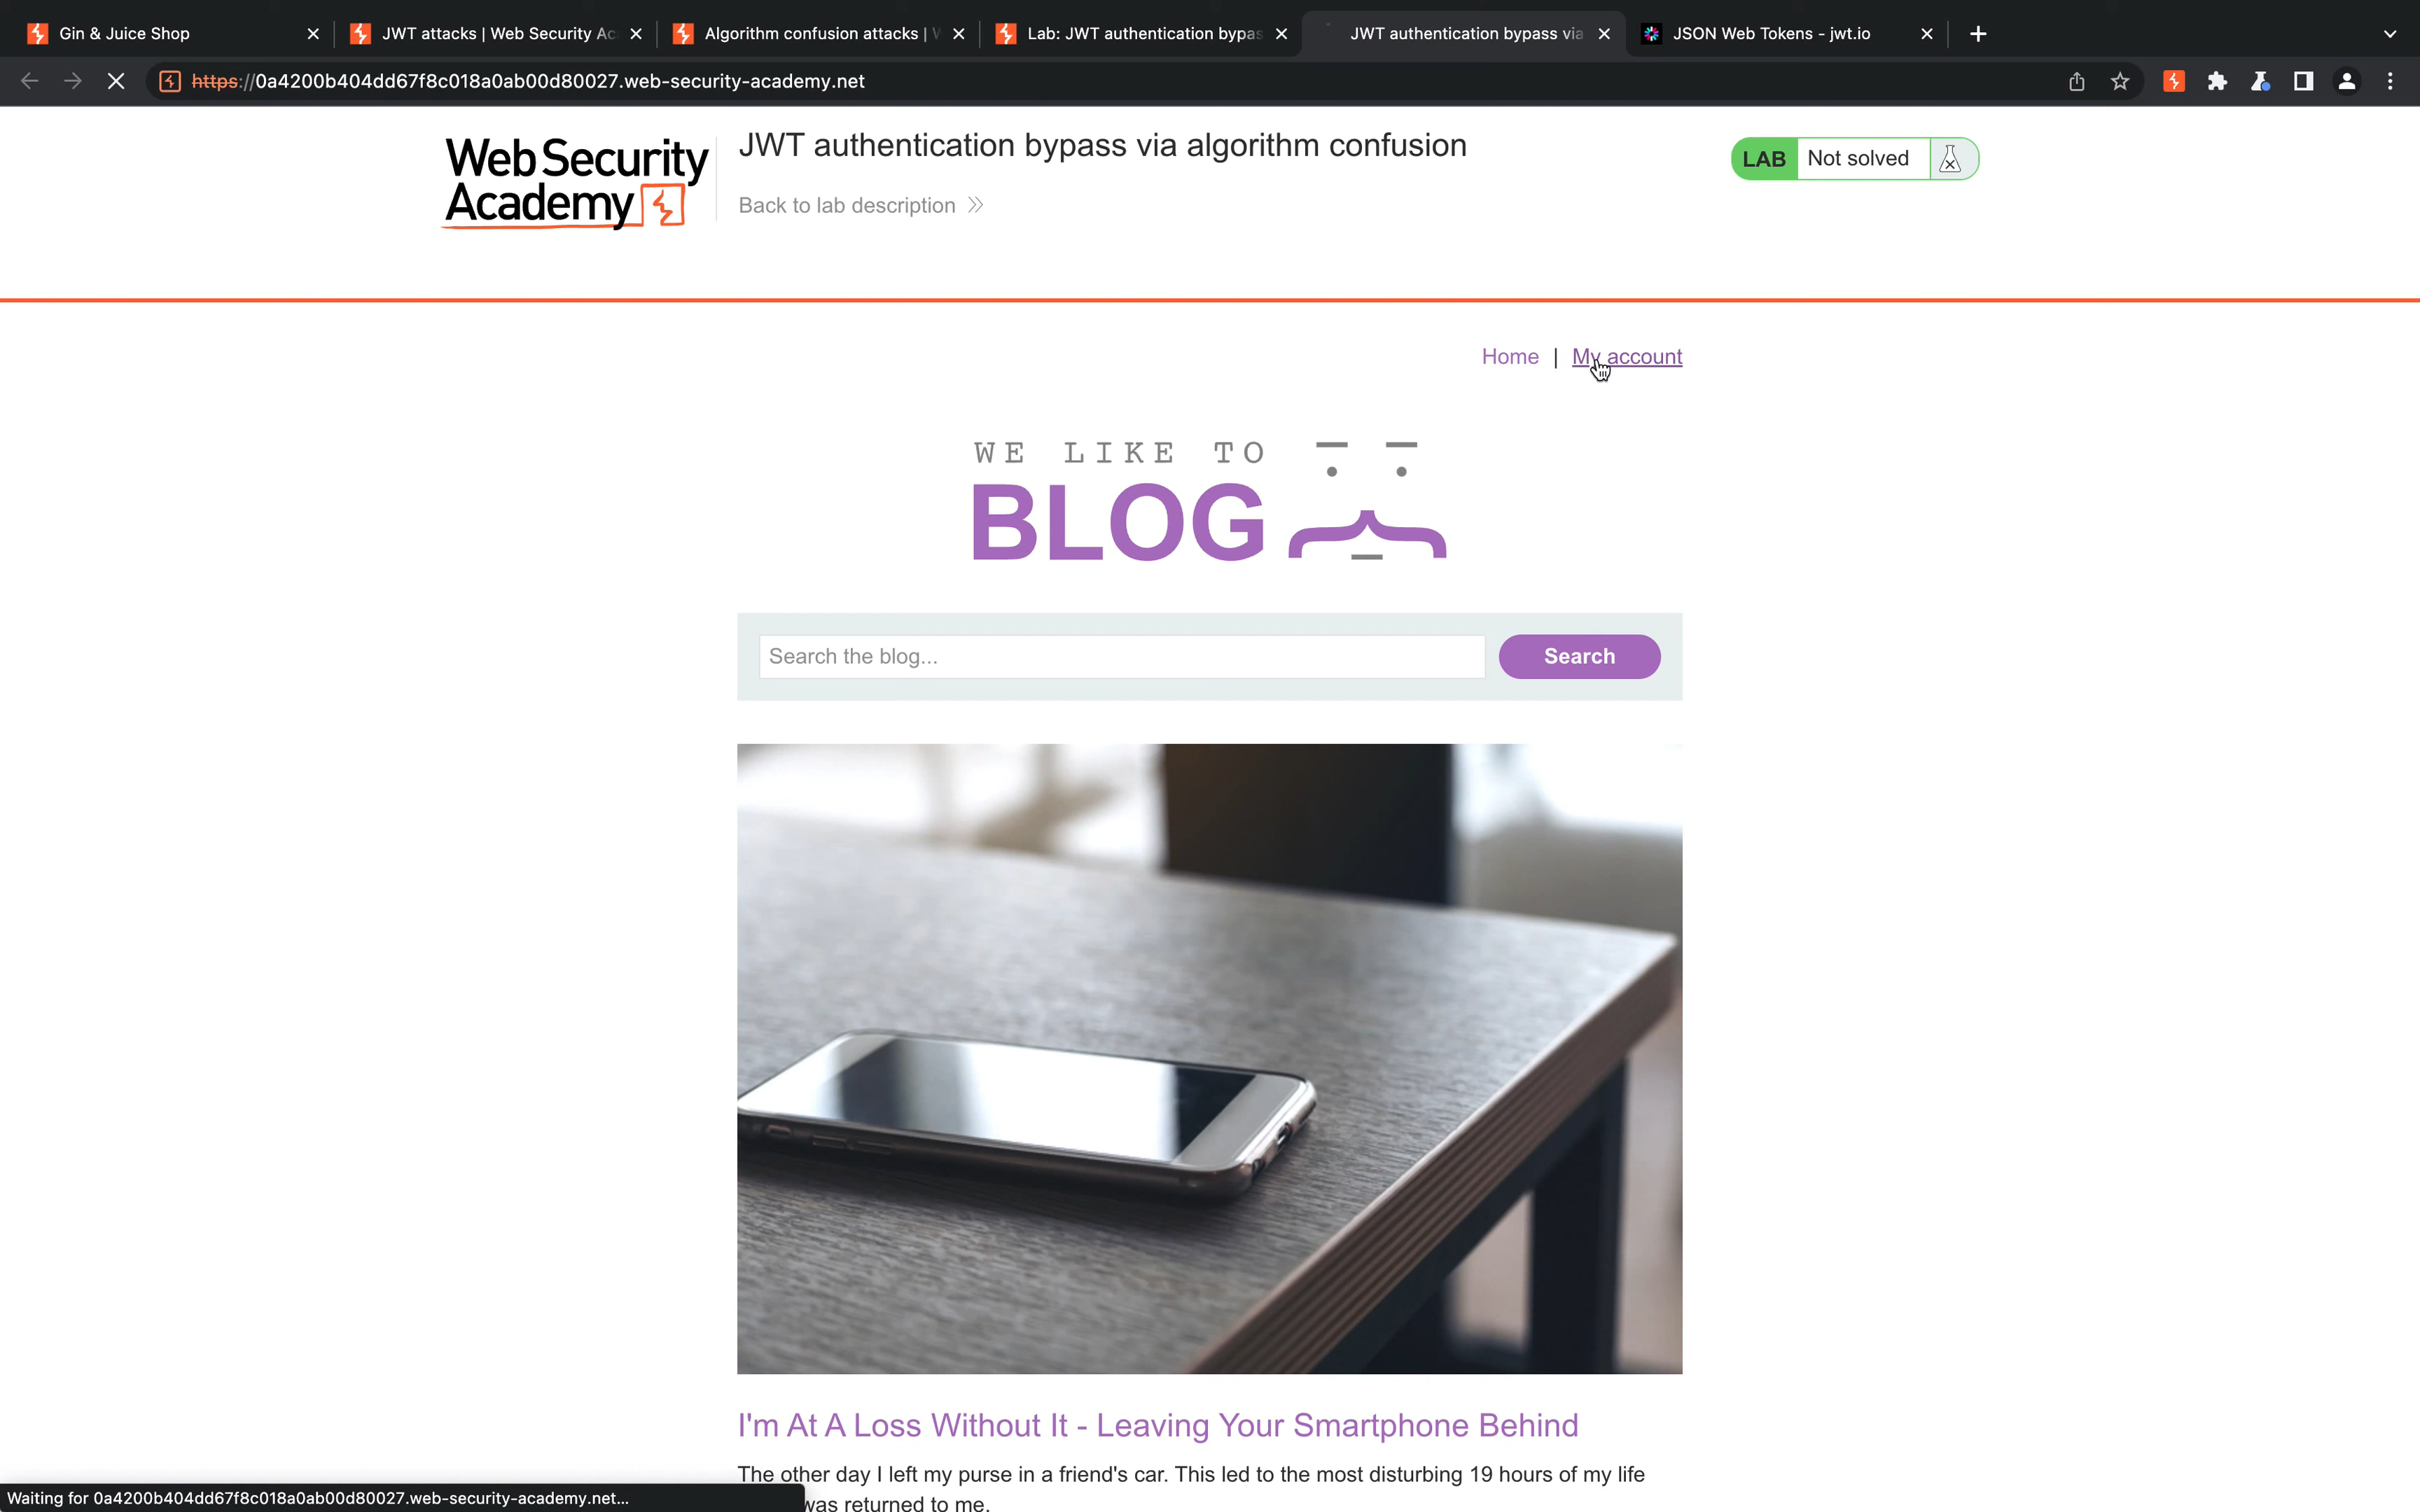 Gin & Juice Shop
JWT attacks | Web Security Ac
Algorithm confusion attacks |
Lab: JWT authentication bypas
JWT authentication bypass via
JSON Web Tokens - jwt.io
https://0a4200b404dd67f8c018a0ab00d80027.web-security-academy.net
WebSecurity
Academy
JWT authentication bypass via algorithm confusion
Back to lab description
LAB Not solved
Home | My account
WE LIKE TO
BLOG
Search the blog...
Search
I'm At A Loss Without It - Leaving Your Smartphone Behind
The other day I left my purse in a friend's car. This led to the most disturbing 19 hours of my life
was returned to me.
Waiting for 0a4200b404dd67f8c018a0ab00d80027.web-security-academy.net...